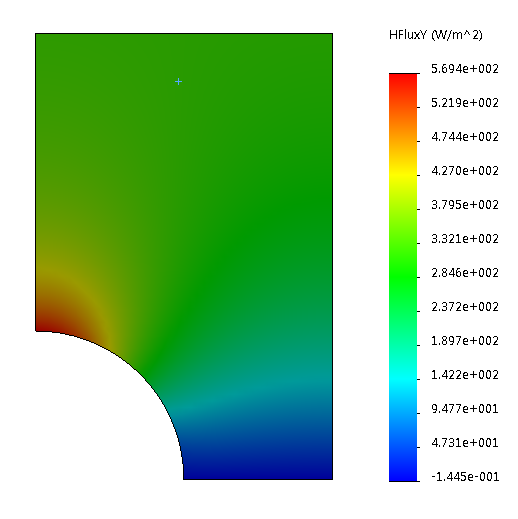 HFluxY (W/m^2)
5.694e+002
5.219e+002
4.744e+002
4.270e+002
3.795e+002
3.321e+002
2.846e+002
2.372e+002
1.897e+002
1.422e+002
9.477e+001
4.731e+001
-1.445e-001